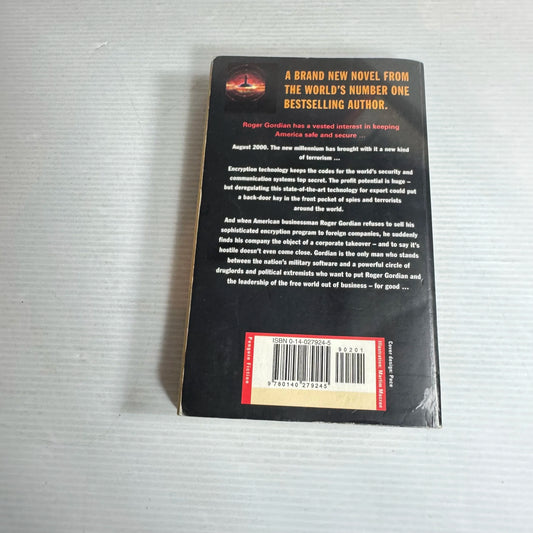 A BRAND NEW NOVEL FROM
THE WORLD'S NUMBER ONE
BESTSELLING AUTHOR.
Roger Gordian has a vested interest in keeping
America safe and secure ...
August 2000. The new millennium has brought with it a new kind
of terrorism ...
Encryption technology keeps the codes for the world's security and
communication systems top secret. The profit potential is huge –
but deregulating this state-of-the-art technology for export could put
a back-door key in the front pocket of spies and terrorists
around the world.
And when American businessman Roger Gordian refuses to sell his
sophisticated encryption program to foreign companies, he suddenly
finds his company the object of a corporate takeover – and to say it's
hostile doesn't even come close. Gordian is the only man who stands
between the nation's military software and a powerful circle of
druglords and political extremists who want to put Roger Gordian and
the leadership of the free world out of business – for good ...
Penguin Fiction
ISBN 0-14-027924-5
90201
9 780140 279245
Cover design: Pace
Illustration: Martin Macrae